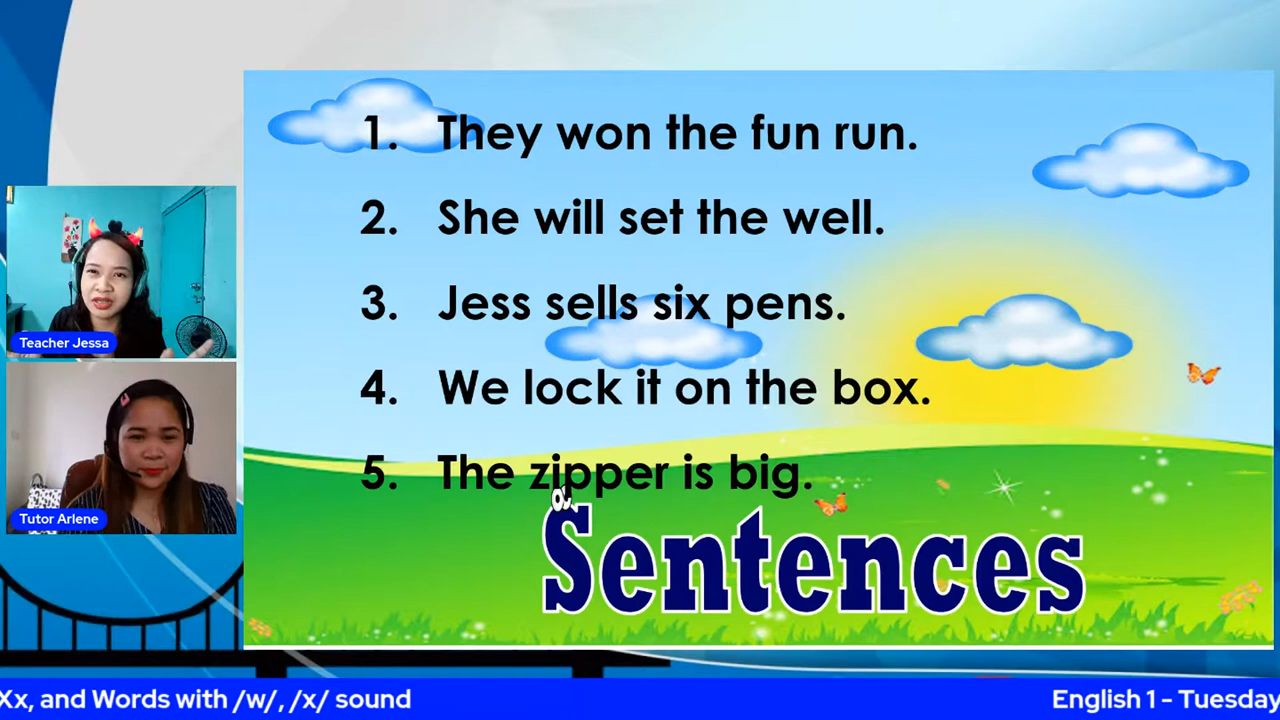 1. They won the fun run.
2. She will set the well.
3. Jess sells six pens.
4. We lock it on the box.
5. The zipper is big.
Sentences
Teacher Jessa
Tutor Arlene
Xx, and Words with /w/, /x/ sound
English 1 - Tuesday